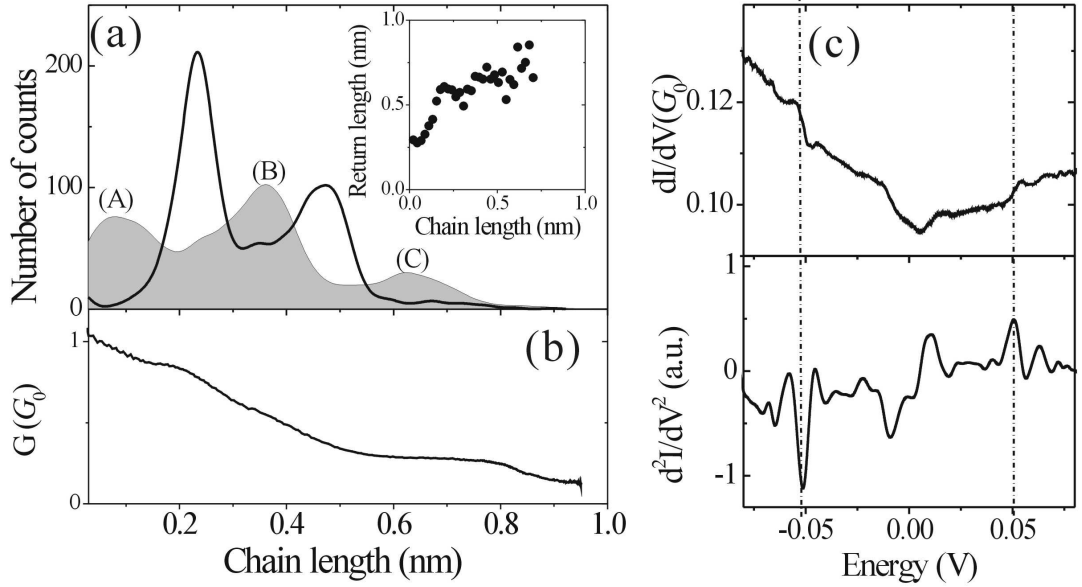 (a)
Number of counts
200
100
0
(A)
(B)
(C)
Return length (nm)
1.0
0.5
0.0
0.0 0.5 1.0
Chain length (nm)
(b)
G (G₀)
1
0
0.2 0.4 0.6 0.8 1.0
Chain length (nm)
(c)
dI/dV(G₀)
0.12
0.10
d²I/dV² (a.u.)
1
0
-1
-0.05 0.00 0.05
Energy (V)